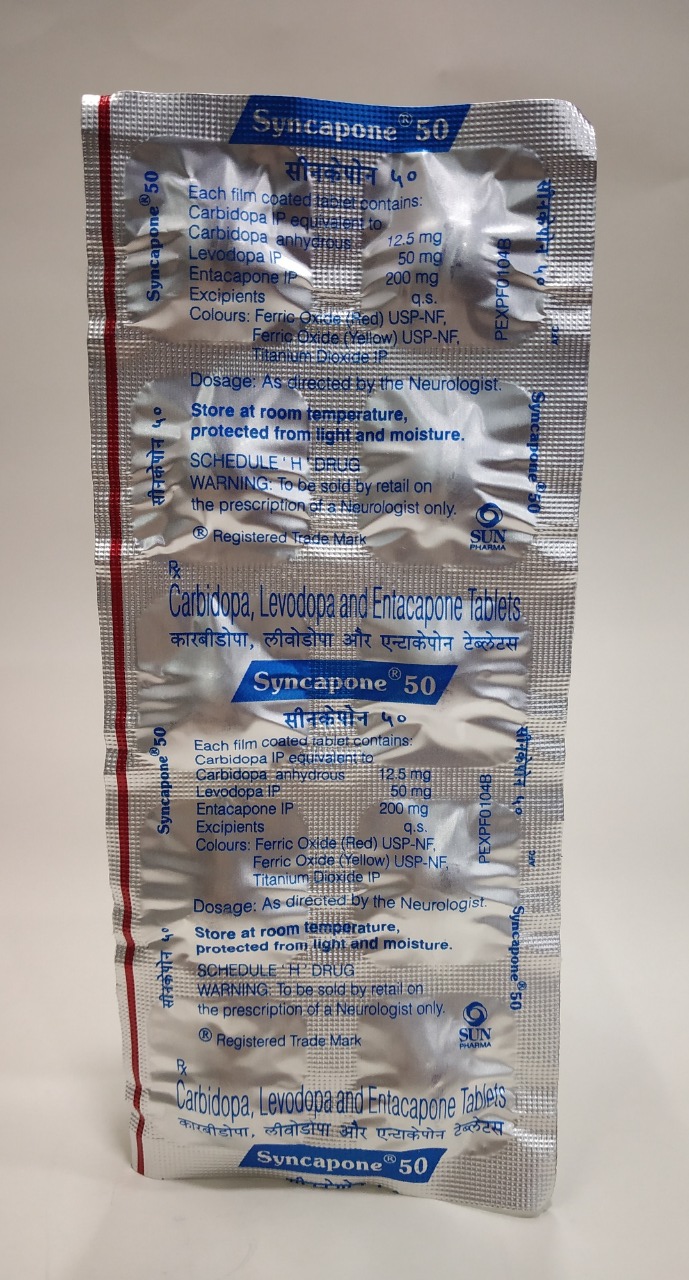 Syncapone® 50
सीनकेपोन ५०
Syncapone®50
Each film coated tablet contains:
Carbidopa IP equivalent to
Carbidopa anhydrous 12.5 mg
Levodopa IP 50 mg
Entacapone IP 200 mg
Excipients q.s.
Colours: Ferric Oxide (Red) USP-NF,
Ferric Oxide (Yellow) USP-NF,
Titanium Dioxide IP
PEXPF0104B
सीनकेपोन ५०
Dosage: As directed by the Neurologist.
सीनकेपोन ५०
Store at room temperature,
protected from light and moisture.
Syncapone®50
SCHEDULE 'H' DRUG
WARNING: To be sold by retail on
the prescription of a Neurologist only.
® Registered Trade Mark
SUN
PHARMA
Rx
Carbidopa, Levodopa and Entacapone Tablets
कारबीडोपा, लीवोडोपा और एन्टाकेपोन टेब्लेटस
Syncapone® 50
सीनकेपोन ५०
Syncapone®50
Each film coated tablet contains:
Carbidopa IP equivalent to
Carbidopa anhydrous 12.5 mg
Levodopa IP 50 mg
Entacapone IP 200 mg
Excipients q.s.
Colours: Ferric Oxide (Red) USP-NF,
Ferric Oxide (Yellow) USP-NF,
Titanium Dioxide IP
PEXPF0104B
सीनकेपोन ५०
Dosage: As directed by the Neurologist.
सीनकेपोन ५०
Store at room temperature,
protected from light and moisture.
Syncapone®50
SCHEDULE 'H' DRUG
WARNING: To be sold by retail on
the prescription of a Neurologist only.
® Registered Trade Mark
SUN
PHARMA
Rx
Carbidopa, Levodopa and Entacapone Tablets
कारबीडोपा, लीवोडोपा और एन्टाकेपोन टेब्लेटस
Syncapone® 50